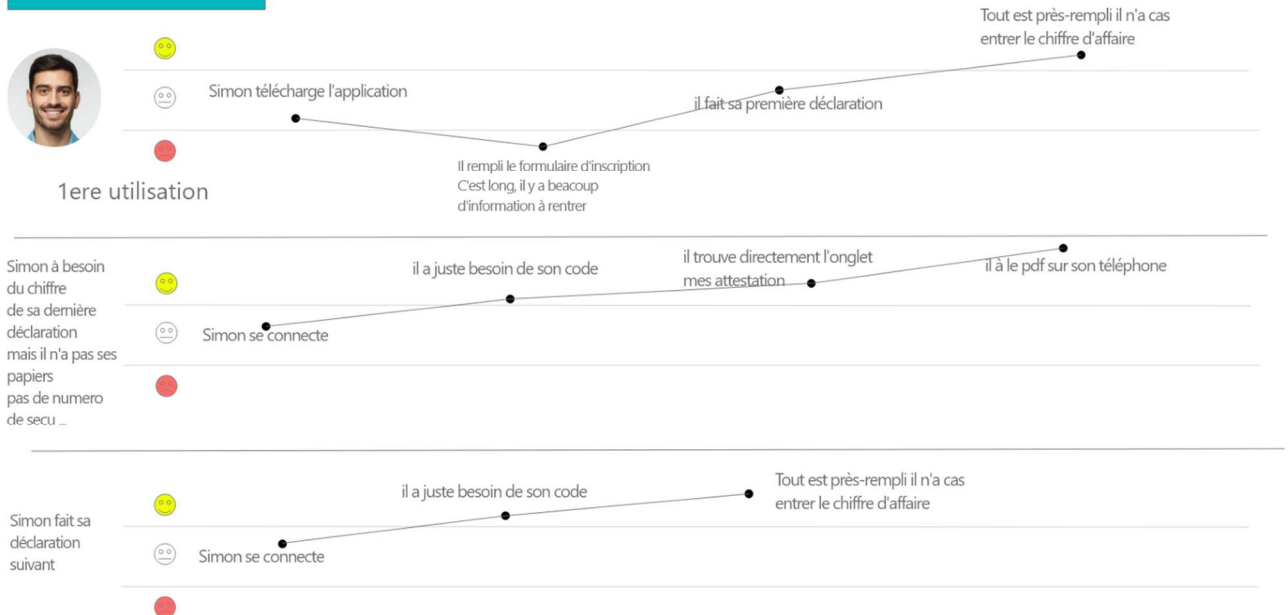 Tout est près-rempli il n'a cas
entrer le chiffre d'affaire
Simon télécharge l'application
il fait sa première déclaration
Il rempli le formulaire d'inscription
C'est long, il y a beacoup
d'information à rentrer
1ere utilisation
Simon à besoin
du chiffre
de sa dernière
déclaration
mais il n'a pas ses
papiers
pas de numero
de secu ...
Simon se connecte
il a juste besoin de son code
il trouve directement l'onglet
mes attestation
il à le pdf sur son téléphone
Simon fait sa
déclaration
suivant
Simon se connecte
il a juste besoin de son code
Tout est près-rempli il n'a cas
entrer le chiffre d'affaire